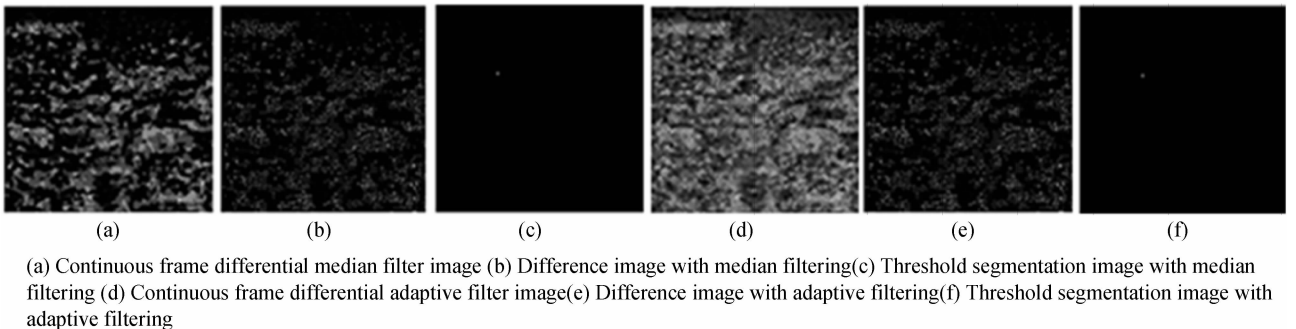 (a) (b) (c) (d) (e) (f)
(a) Continuous frame differential median filter image (b) Difference image with median filtering(c) Threshold segmentation image with median
filtering (d) Continuous frame differential adaptive filter image(e) Difference image with adaptive filtering(f) Threshold segmentation image with
adaptive filtering